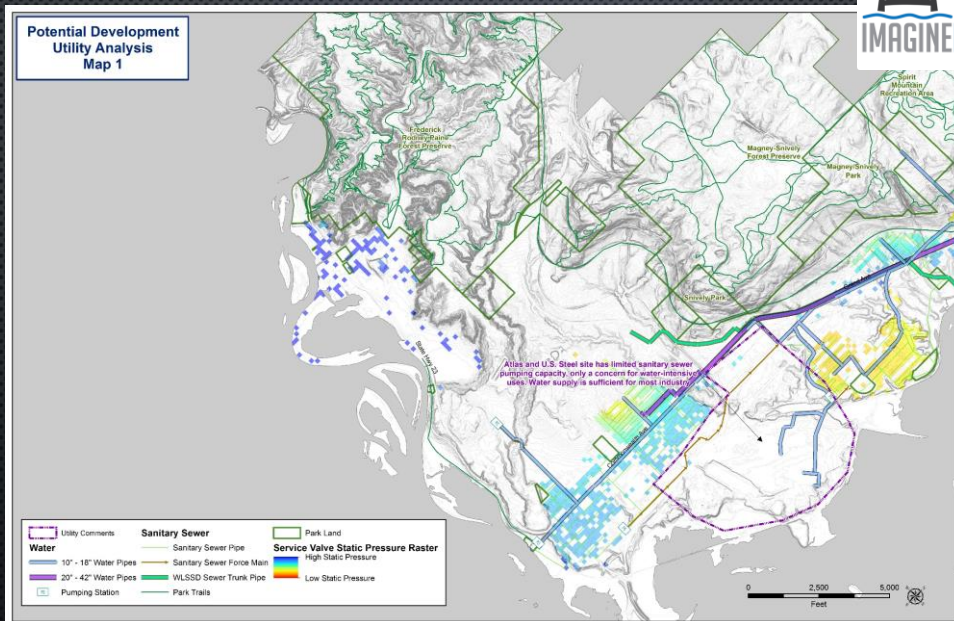 Potential Development
Utility Analysis
Map 1
IMAGINE
Spirit
Mountain
Recreation Area
Frederick
Rodney Paine
Forest Preserve
Magney-Snively
Forest Preserve
Magney-Snively
Park
Snively Park
State Hwy 23
Atlas and U.S. Steel site has limited sanitary sewer
pumping capacity, only a concern for water-intensive
uses. Water supply is sufficient for most industry
Utility Comments
Water
10" - 18" Water Pipes
20" - 42" Water Pipes
Pumping Station
Sanitary Sewer
Sanitary Sewer Pipe
Sanitary Sewer Force Main
WLSSD Sewer Trunk Pipe
Park Trails
Park Land
Service Valve Static Pressure Raster
High Static Pressure
Low Static Pressure
0 2,500 5,000
Feet